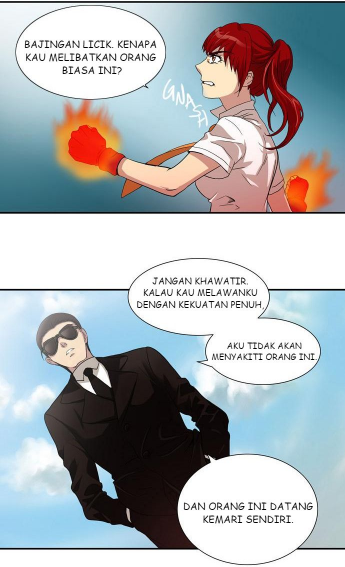 BAJINGAN LICIK. KENAPA
KAU MELIBATKAN ORANG
BIASA INI?
GNASH
JANGAN KHAWATIR.
KALAU KAU MELAWANKU
DENGAN KEKUATAN PENUH,
AKU TIDAK AKAN
MENYAKITI ORANG INI.
DAN ORANG INI DATANG
KEMARI SENDIRI.